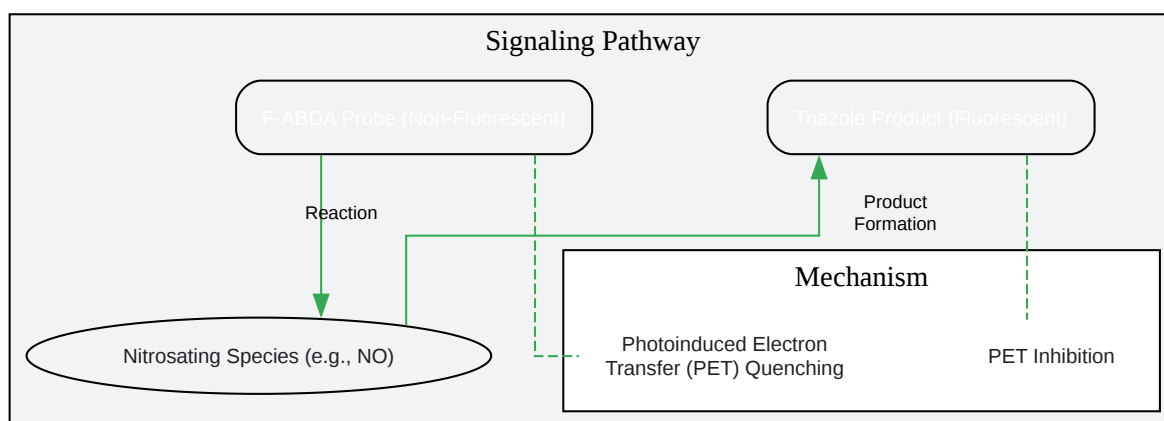 Signaling Pathway
F-ABDA Probe (Non-Fluorescent)
Triazole Product (Fluorescent)
Reaction
Product
Formation
Mechanism
Nitrosating Species (e.g., NO)
Photoinduced Electron
Transfer (PET) Quenching
PET Inhibition